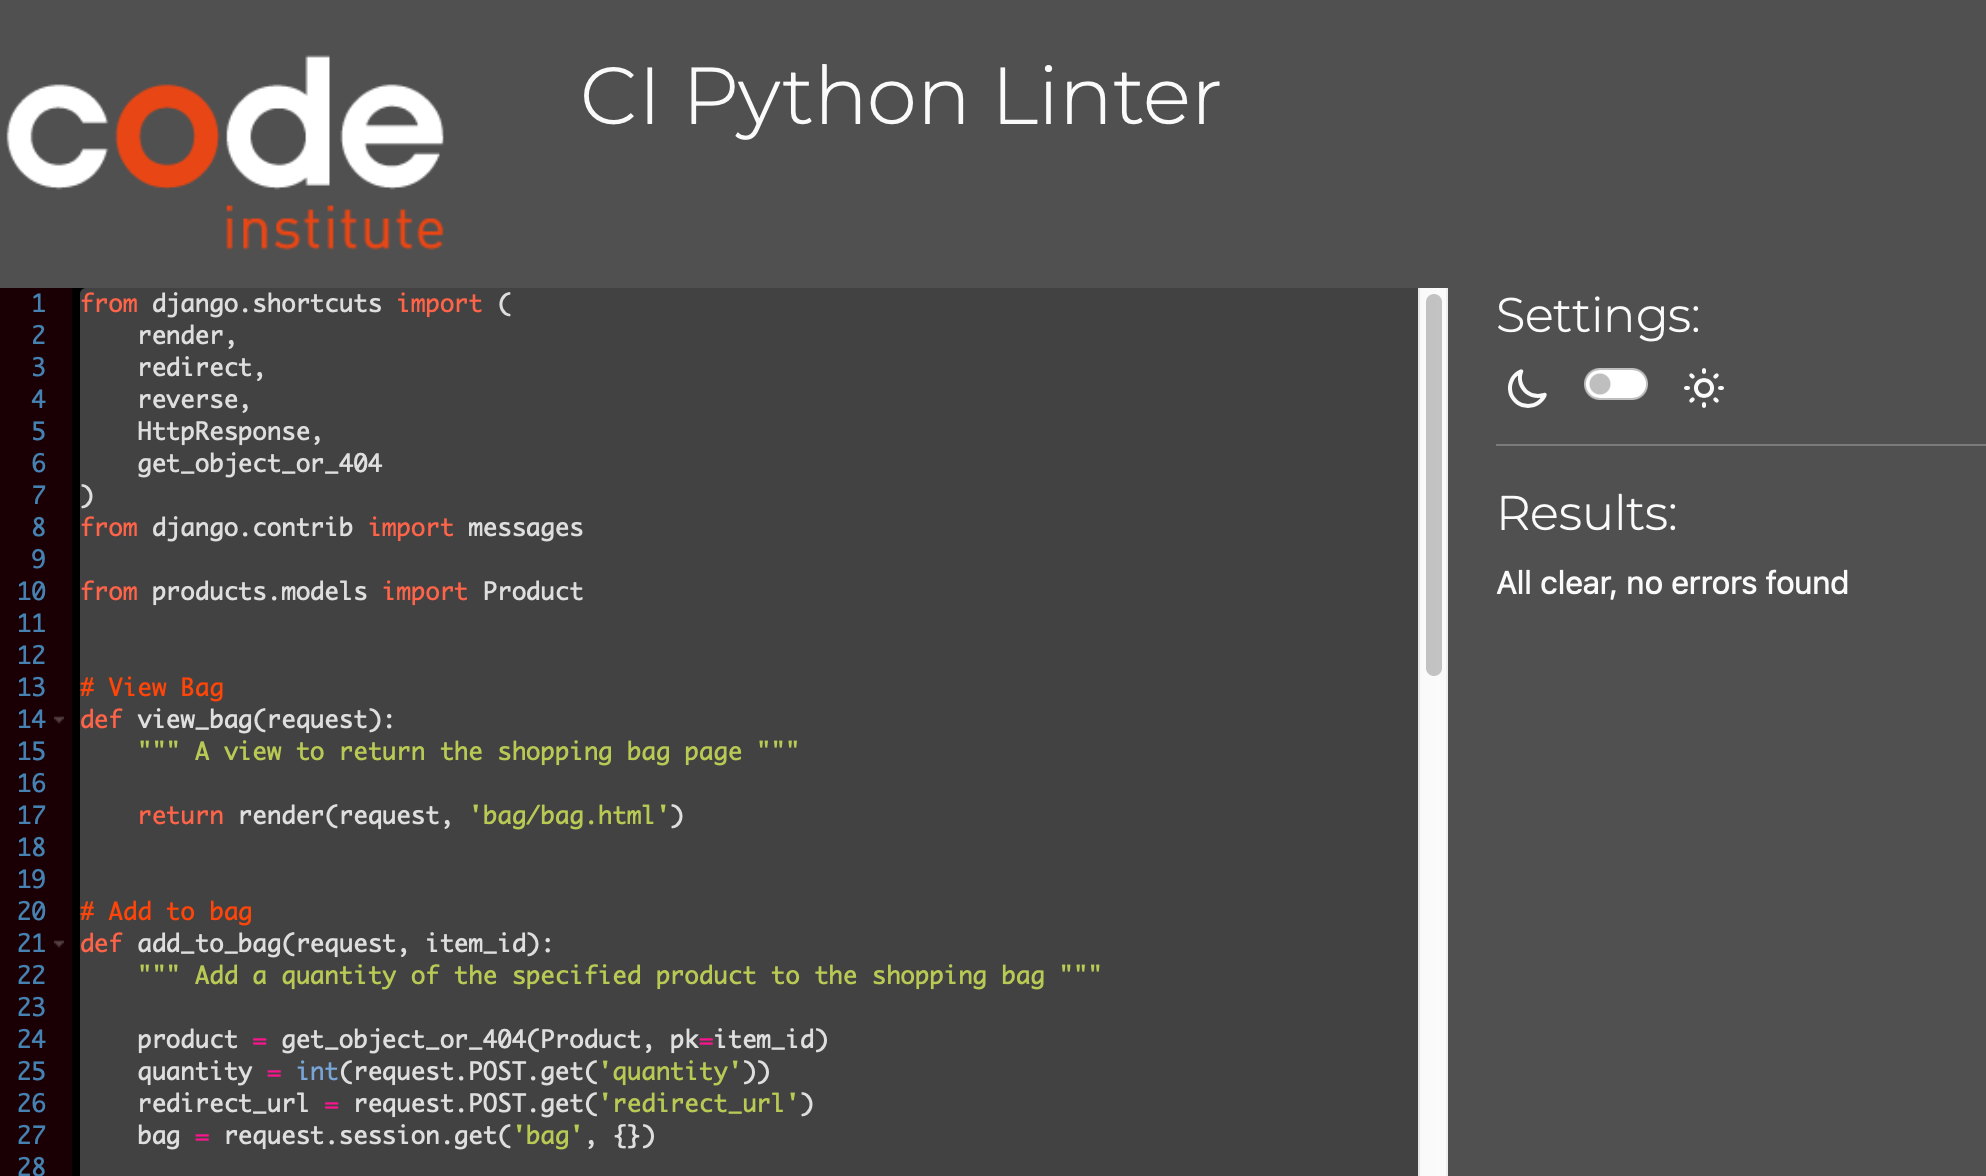 code
institute
CI Python Linter
1 from django.shortcuts import (
2     render,
3     redirect,
4     reverse,
5     HttpResponse,
6     get_object_or_404
7 )
8 from django.contrib import messages
9
10 from products.models import Product
11
12
13 # View Bag
14 def view_bag(request):
15     """ A view to return the shopping bag page """
16
17     return render(request, 'bag/bag.html')
18
19
20 # Add to bag
21 def add_to_bag(request, item_id):
22     """ Add a quantity of the specified product to the shopping bag """
23
24     product = get_object_or_404(Product, pk=item_id)
25     quantity = int(request.POST.get('quantity'))
26     redirect_url = request.POST.get('redirect_url')
27     bag = request.session.get('bag', {})
28
Settings:
Results:
All clear, no errors found